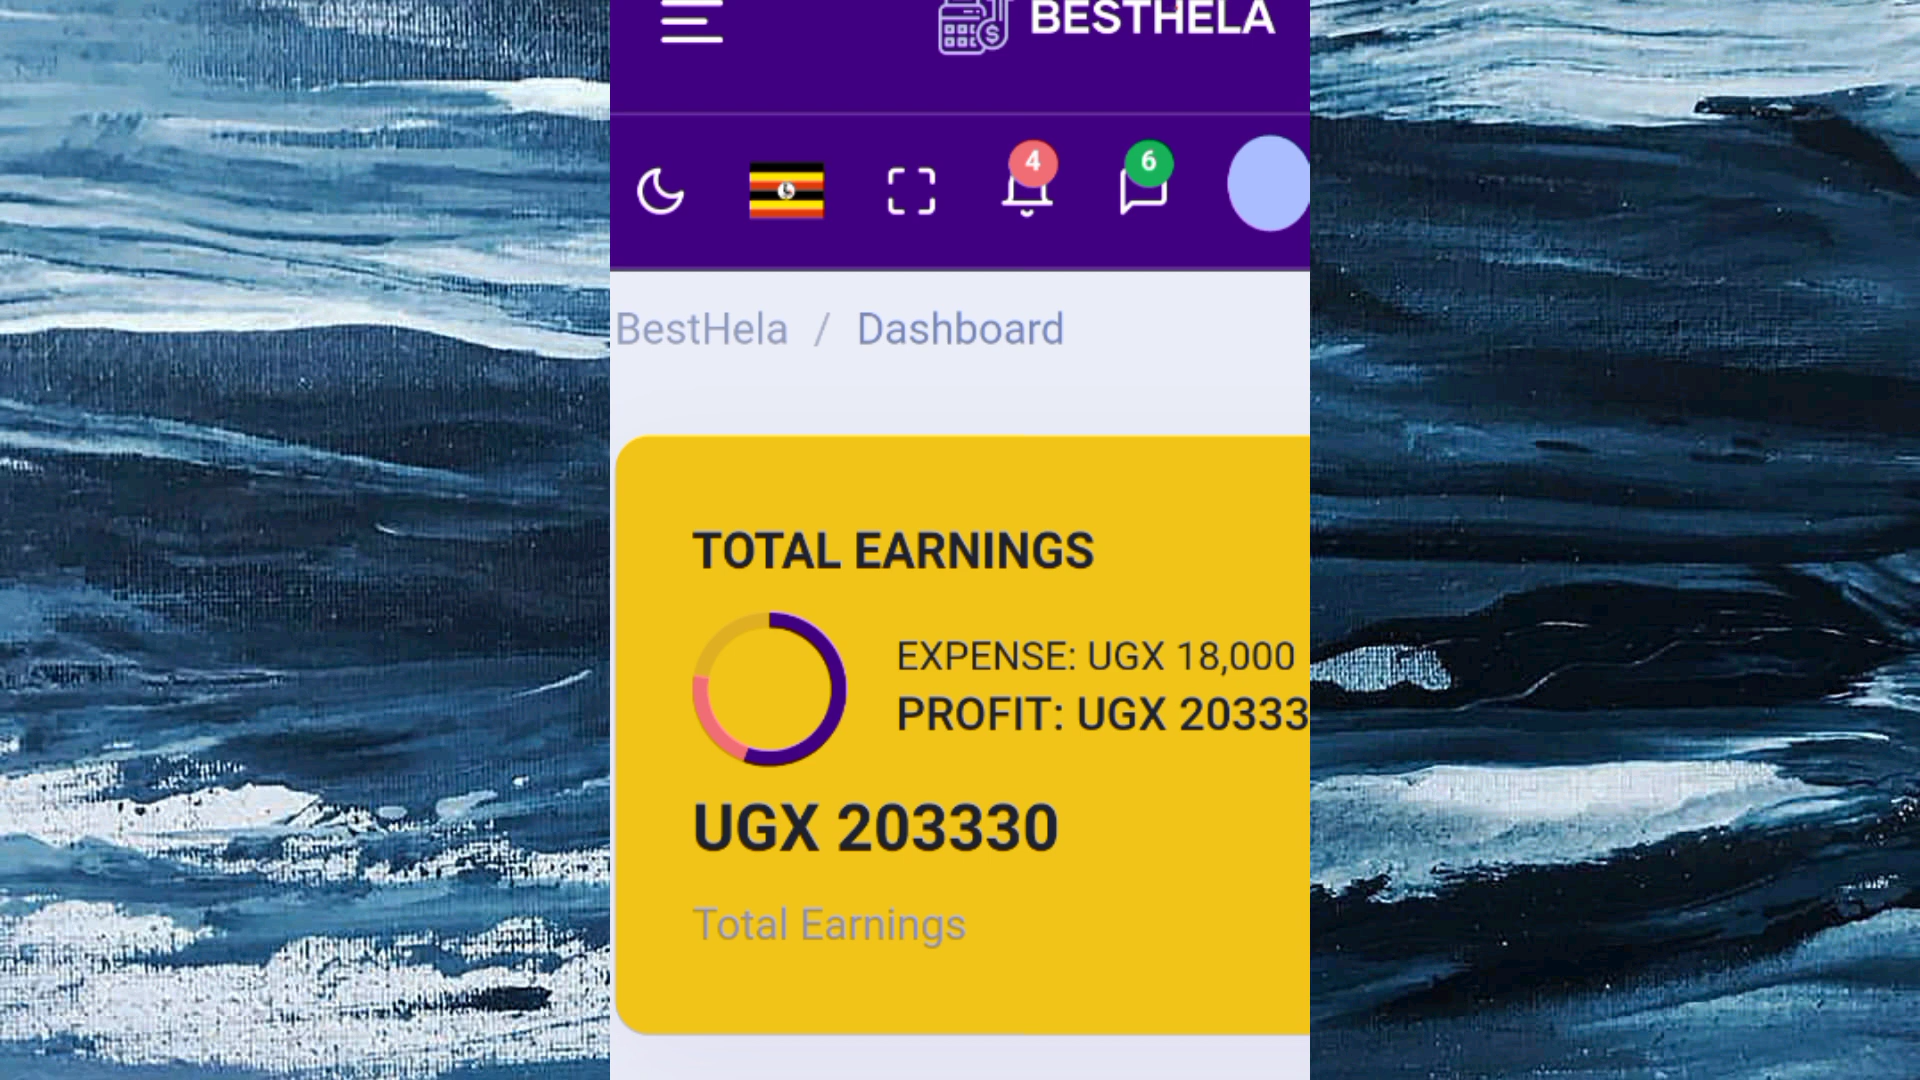 BESTHELA
4
6
BestHela / Dashboard
TOTAL EARNINGS
EXPENSE: UGX 18,000
PROFIT: UGX 20333
UGX 203330
Total Earnings